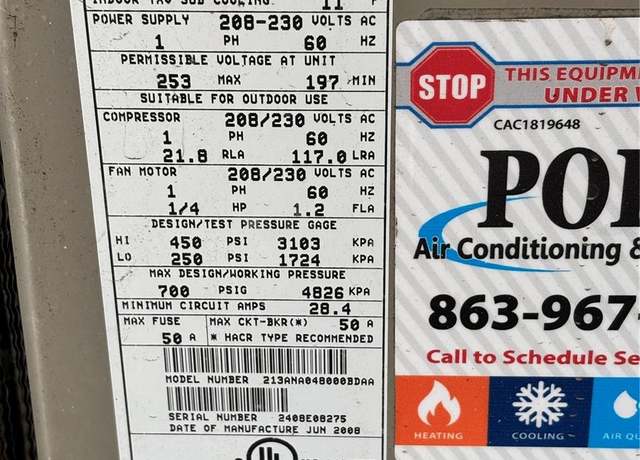 INDOOR TXV SUB COOLING 11 F
POWER SUPPLY 208-230 VOLTS AC
1 PH 60 HZ
PERMISSIBLE VOLTAGE AT UNIT
253 MAX 197 MIN
SUITABLE FOR OUTDOOR USE
COMPRESSOR 208/230 VOLTS AC
1 PH 60 HZ
21.8 RLA 117.0 LRA
FAN MOTOR 208/230 VOLTS AC
1 PH 60 HZ
1/4 HP 1.2 FLA
DESIGN/TEST PRESSURE GAGE
HI 450 PSI 3103 KPA
LO 250 PSI 1724 KPA
MAX DESIGN/WORKING PRESSURE
700 PSIG 4826 KPA
MINIMUM CIRCUIT AMPS 28.4
MAX FUSE MAX CKT-BKR(*) 50 A
50 A * HACR TYPE RECOMMENDED
MODEL NUMBER 213ANA048000BDAA
SERIAL NUMBER 2408E08275
DATE OF MANUFACTURE JUN 2008
UL
STOP
THIS EQUIPM
UNDER
CAC1819648
Air Conditioning &
863-967-
Call to Schedule Se
HEATING
COOLING
AIR QU